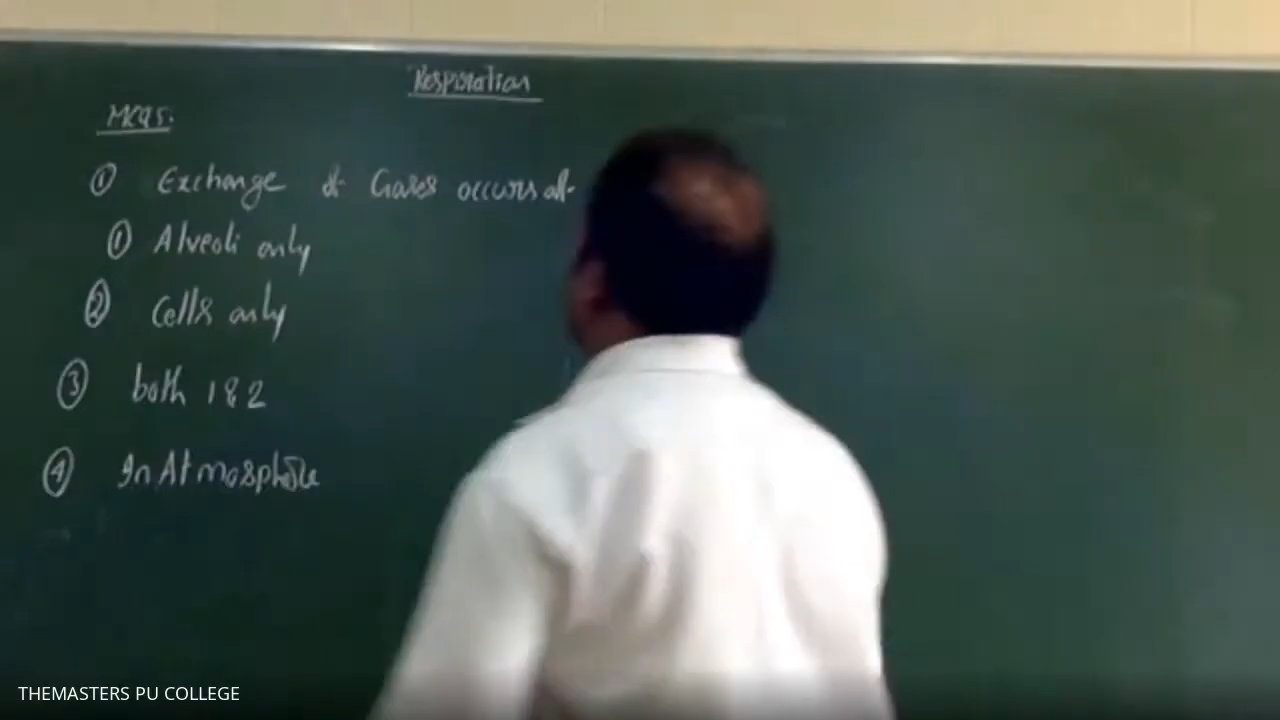 Respiration
MCQs.
① Exchange of Gases occurs at-
① Alveoli only
② Cells only
③ both 1 & 2
④ In Atmosphere
THEMASTERS PU COLLEGE